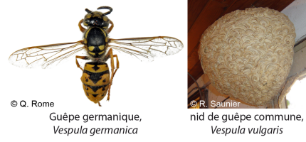 © Q. Rome
© R. Saunier
Guêpe germanique,
Vespula germanica
nid de guêpe commune,
Vespula vulgaris